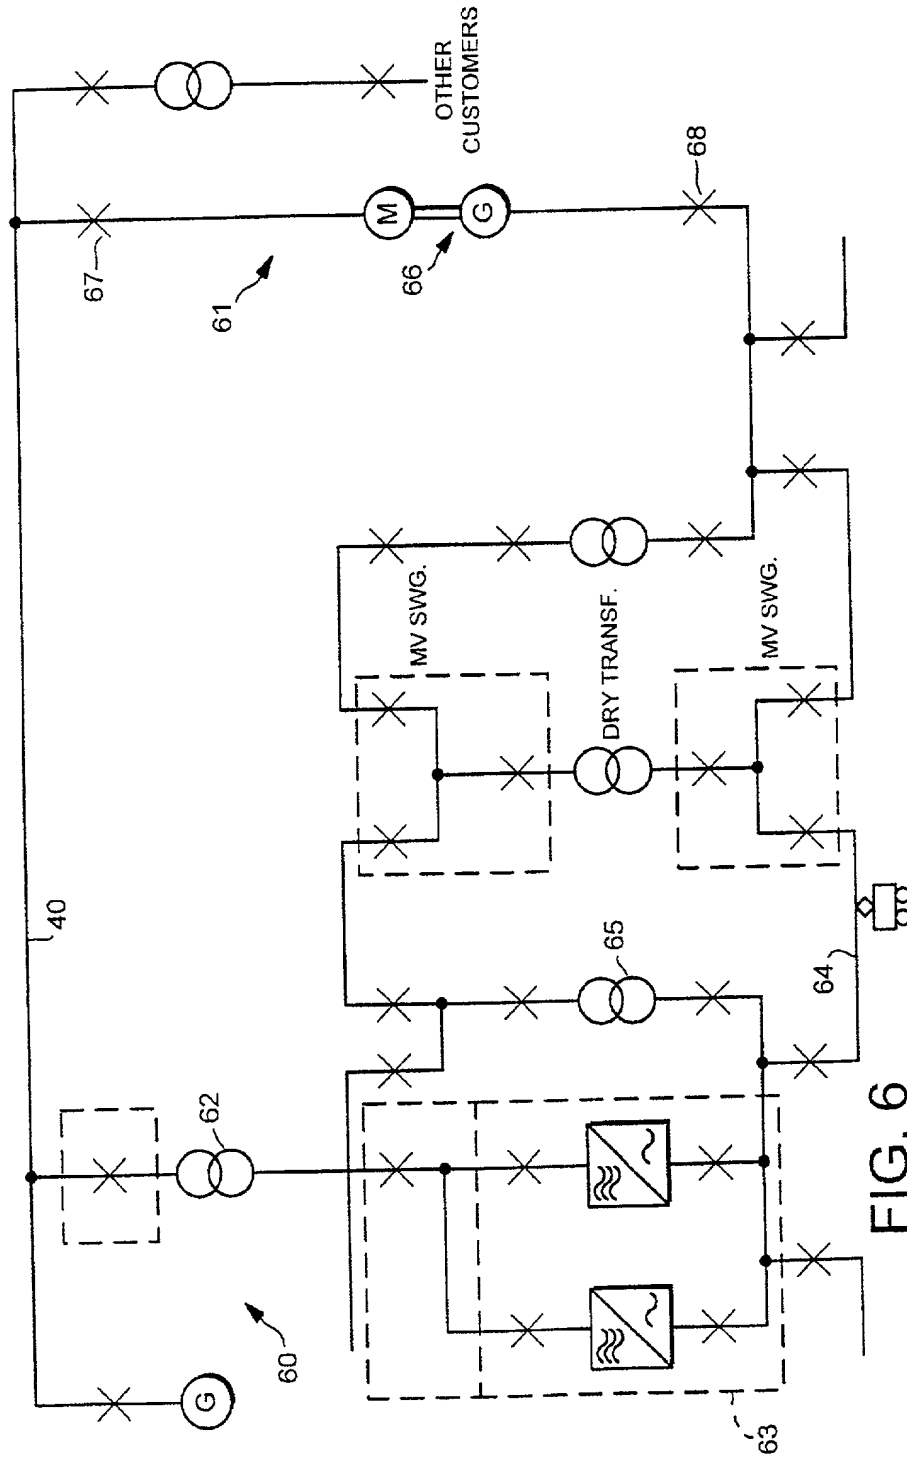 40
60
G
62
63
65
64
MV SWG.
DRY TRANSF.
MV SWG.
61
67
M
66
G
68
OTHER
CUSTOMERS
FIG. 6